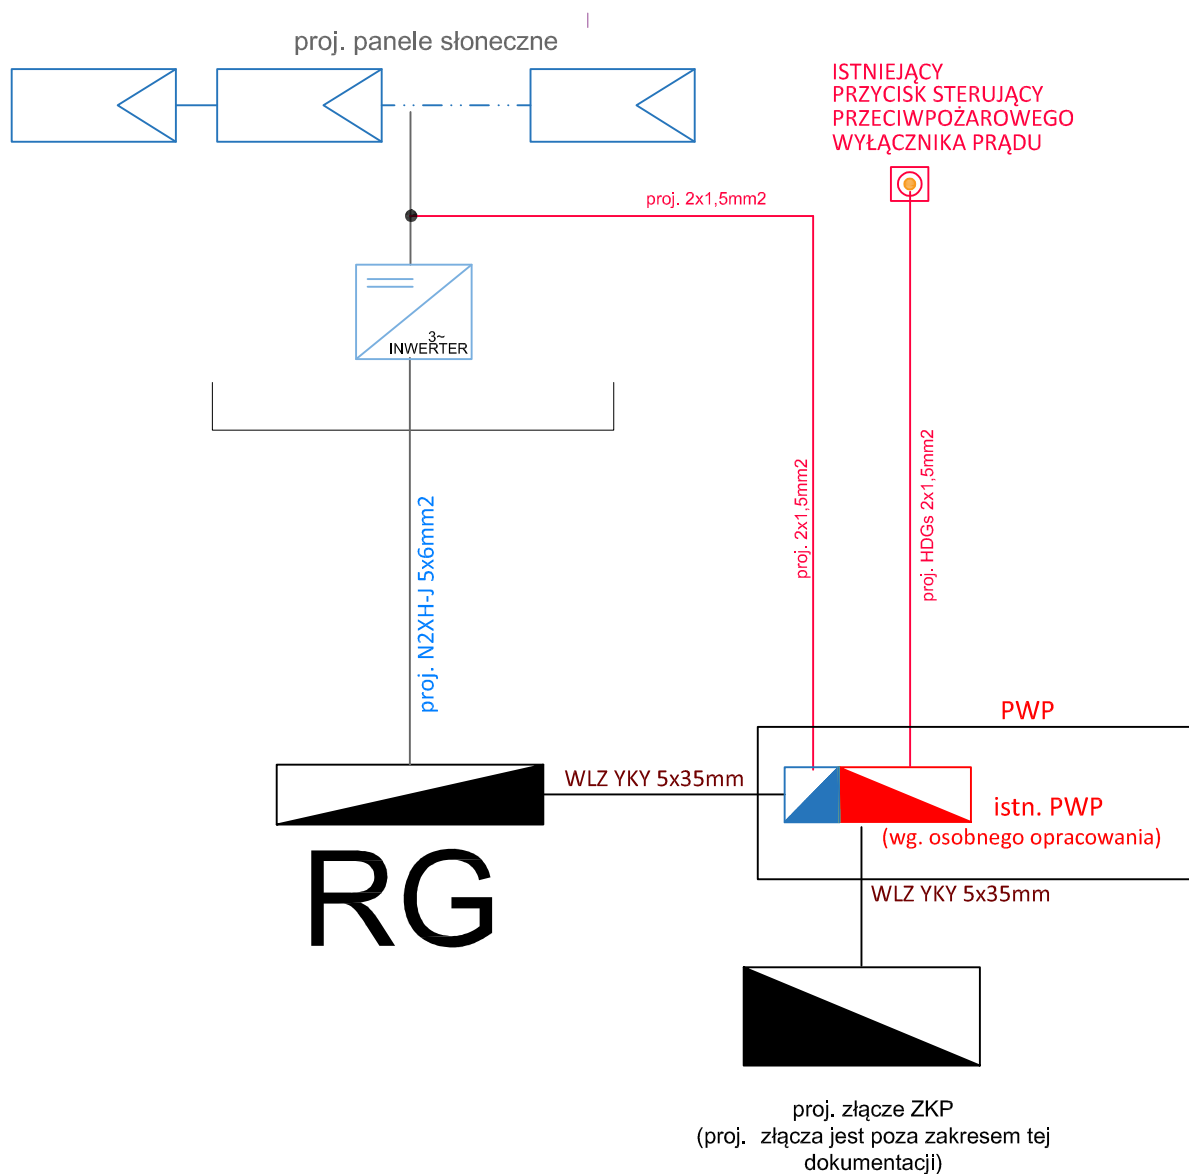 proj. panele słoneczne
ISTNIEJĄCY
PRZYCISK STERUJĄCY
PRZECIWPOŻAROWEGO
WYŁĄCZNIKA PRĄDU
proj. 2x1,5mm2
3~
INWERTER
proj. N2XH-J 5x6mm2
proj. 2x1,5mm2
proj. HDGs 2x1,5mm2
PWP
WLZ YKY 5x35mm
istn. PWP
(wg. osobnego opracowania)
RG
WLZ YKY 5x35mm
proj. złącze ZKP
(proj. złącza jest poza zakresem tej
dokumentacji)